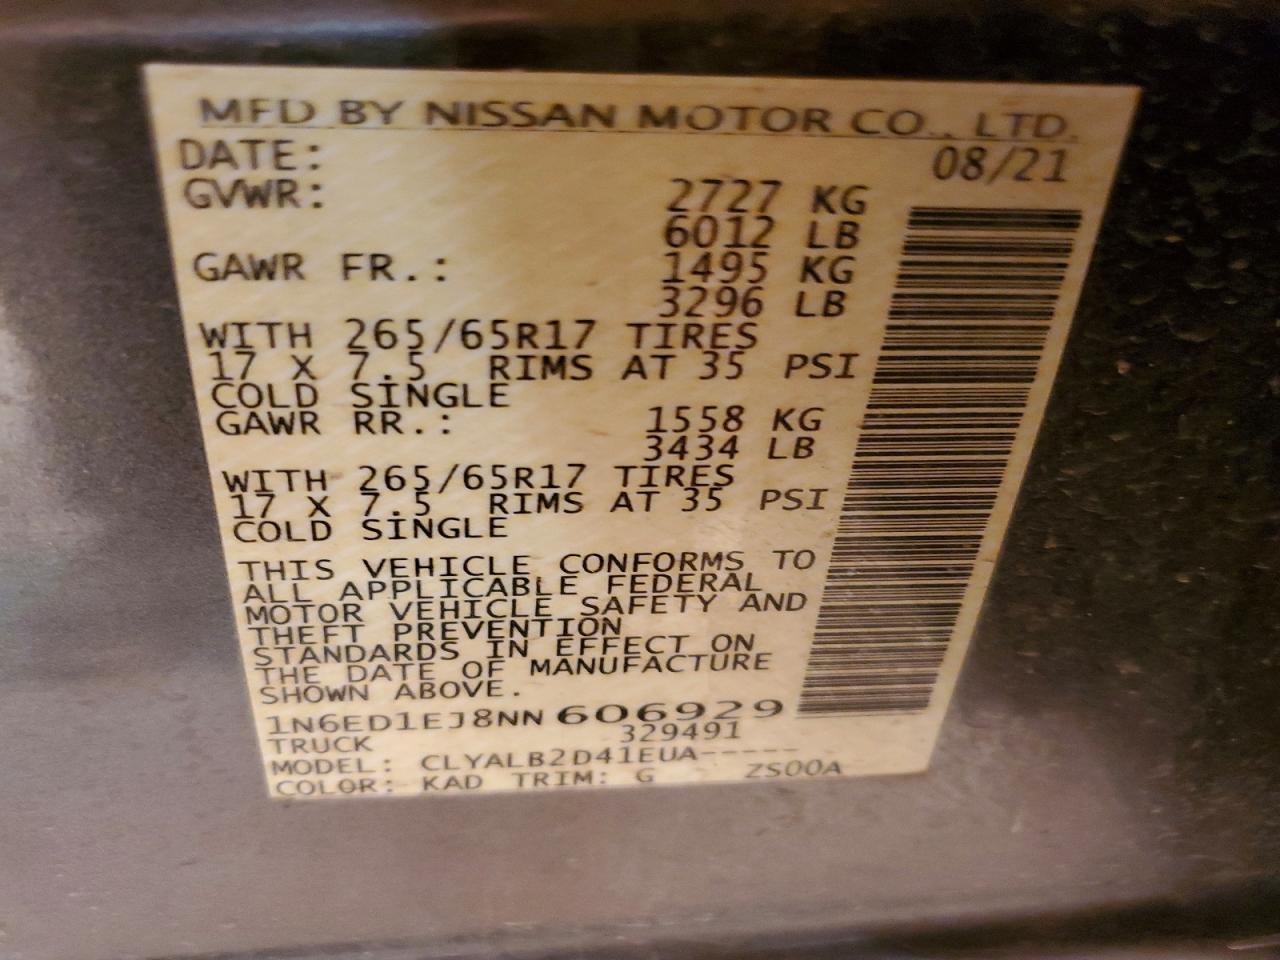 MFD BY NISSAN MOTOR CO., LTD.
DATE: 08/21
GVWR: 2727 KG
6012 LB
GAWR FR.: 1495 KG
3296 LB
WITH 265/65R17 TIRES
17 X 7.5 RIMS AT 35 PSI
COLD SINGLE
GAWR RR.: 1558 KG
3434 LB
WITH 265/65R17 TIRES
17 X 7.5 RIMS AT 35 PSI
COLD SINGLE
THIS VEHICLE CONFORMS TO
ALL APPLICABLE FEDERAL
MOTOR VEHICLE SAFETY AND
THEFT PREVENTION
STANDARDS IN EFFECT ON
THE DATE OF MANUFACTURE
SHOWN ABOVE.
1N6ED1EJ8NN606929
TRUCK 329491
MODEL: CLYALB2D41EUA-----
COLOR: KAD TRIM: G ZS00A